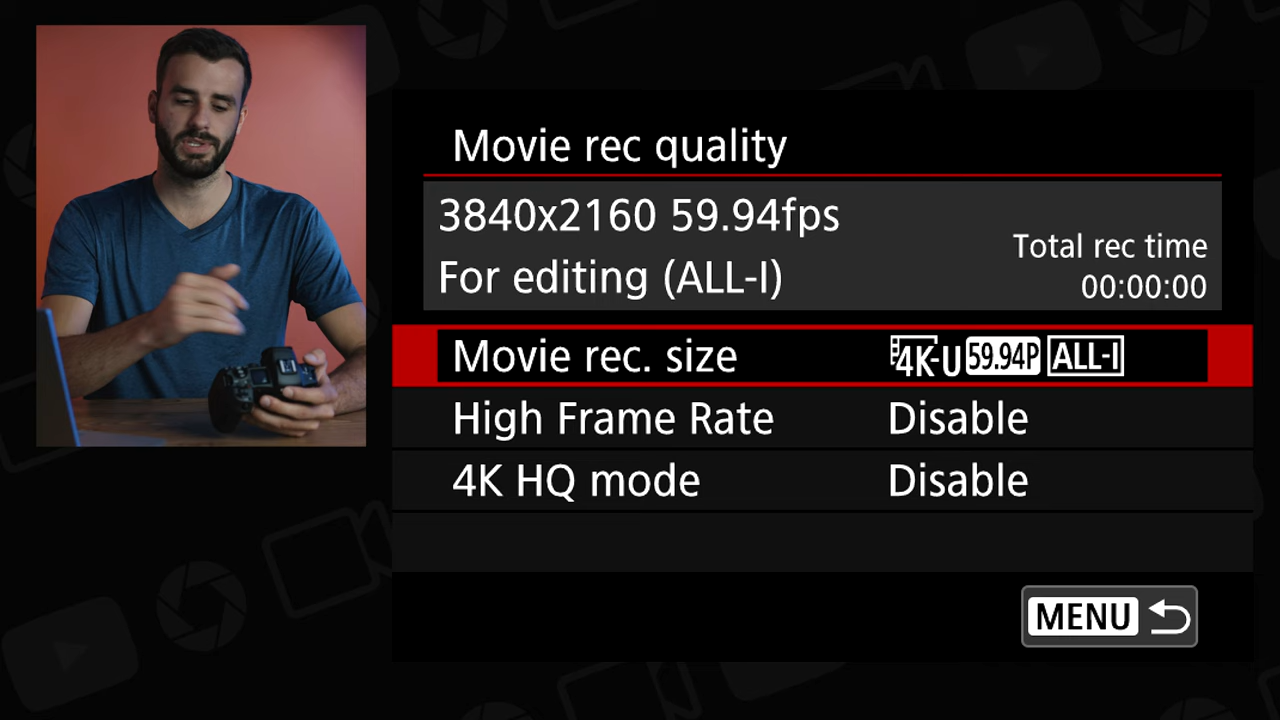 Movie rec quality
3840x2160 59.94fps
For editing (ALL-I)
Total rec time
00:00:00
Movie rec. size 4K-U 59.94P ALL-I
High Frame Rate Disable
4K HQ mode Disable
MENU